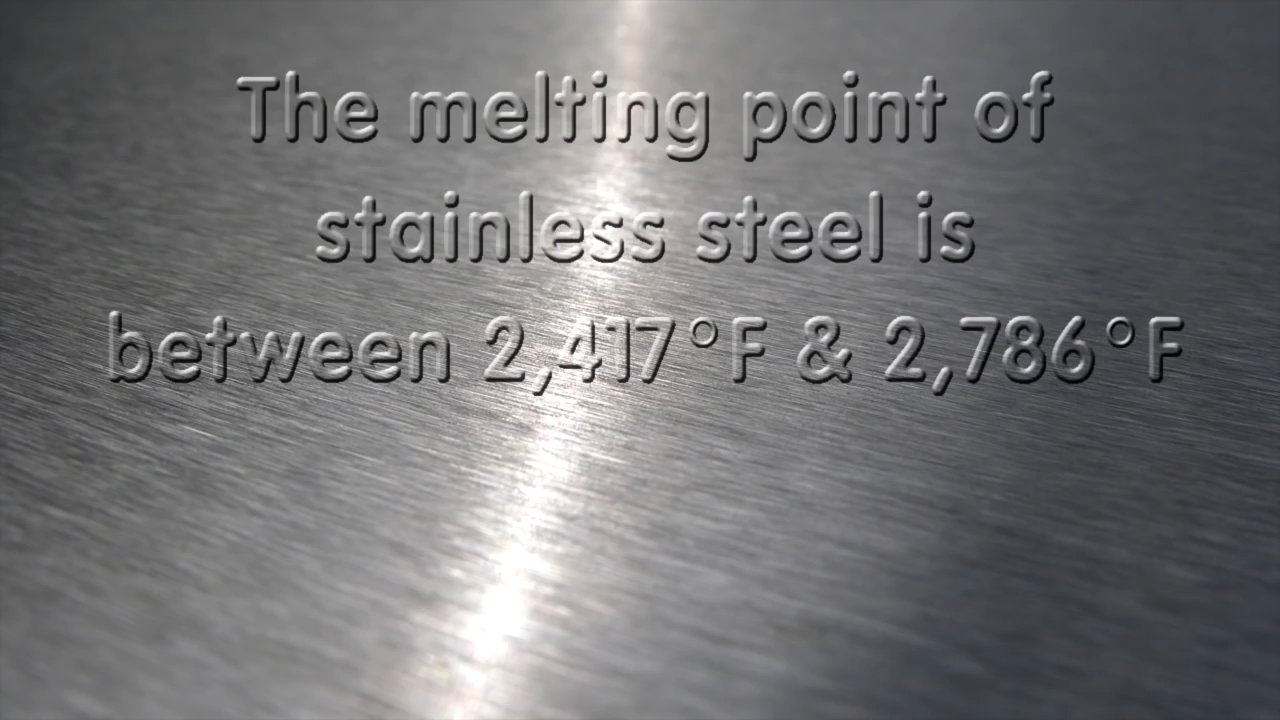 The melting point of
stainless steel is
between 2,417°F & 2,786°F